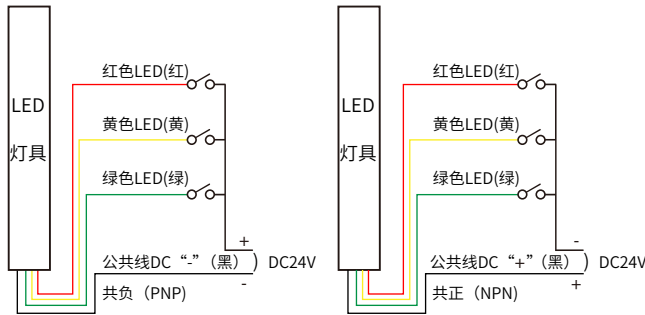 LED
灯具
红色LED(红)
黄色LED(黄)
绿色LED(绿)
+
公共线DC“-”（黑） DC24V
-
共负（PNP)
LED
灯具
红色LED(红)
黄色LED(黄)
绿色LED(绿)
-
公共线DC“+”（黑） DC24V
+
共正（NPN)